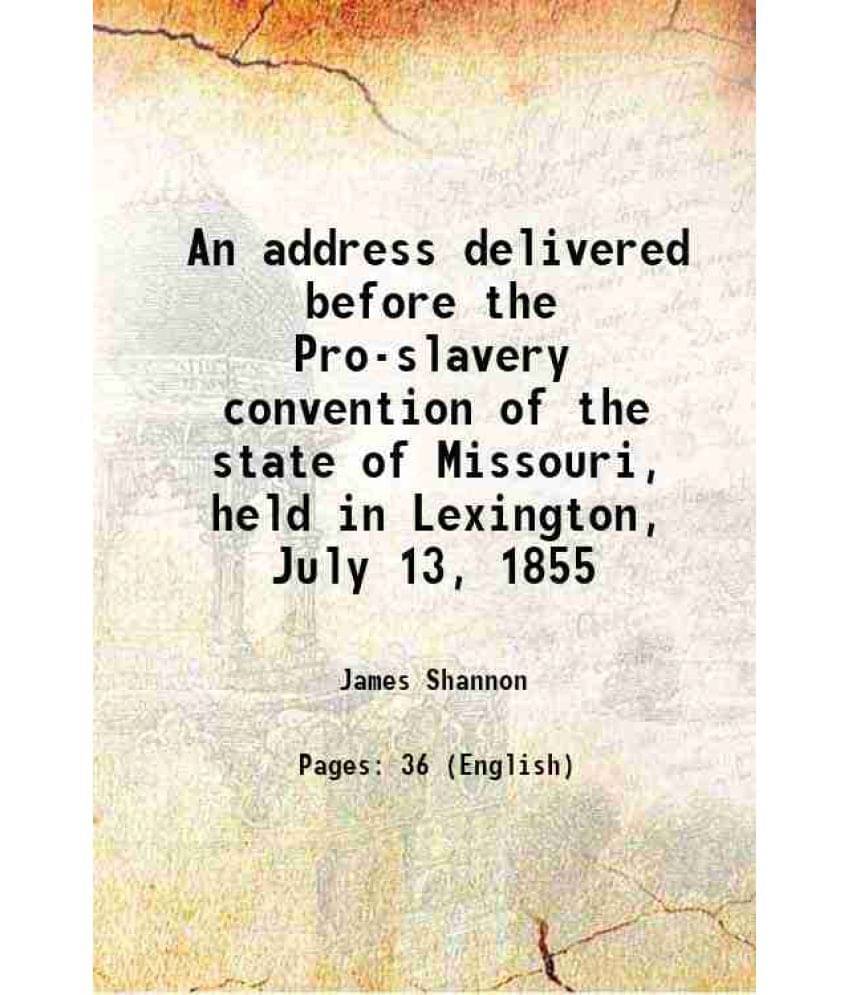 An address delivered
before the
Pro-slavery
convention of the
state of Missouri,
held in Lexington,
July 13, 1855
James Shannon
Pages: 36 (English)